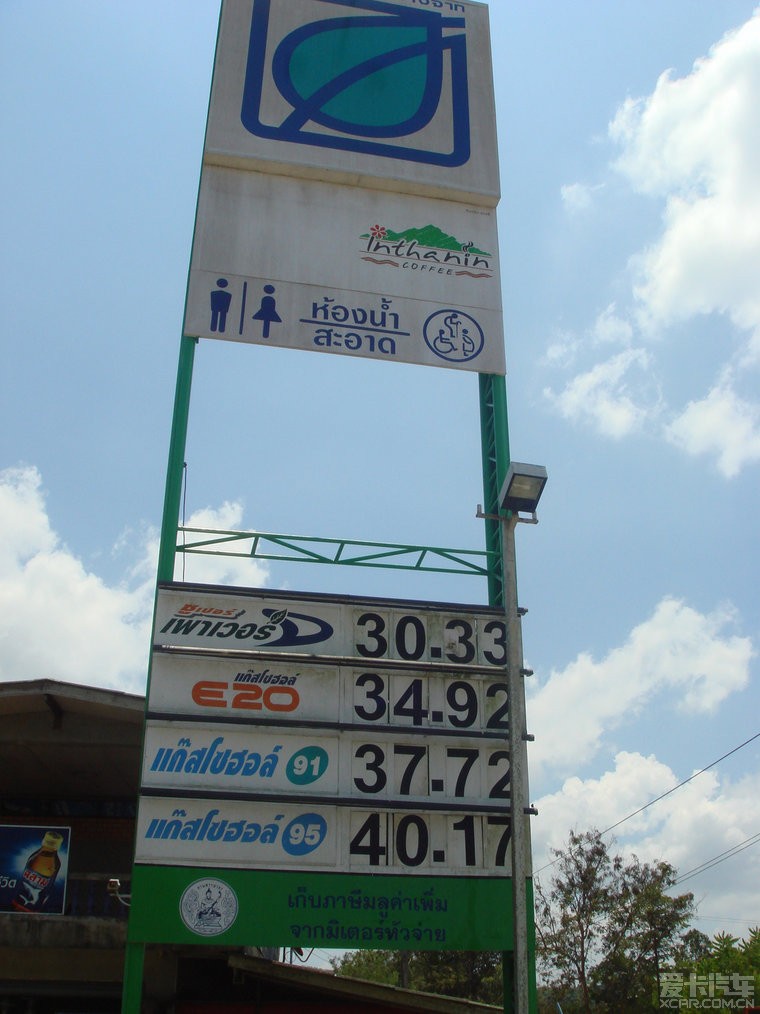 Inthanin
COFFEE
ห้องน้ำ
สะอาด
ซูเปอร์
เพาเวอร์ D 30.33
แก๊สโซฮอล์
E20 34.92
แก๊สโซฮอล์ 91 37.72
แก๊สโซฮอล์ 95 40.17
เก็บภาษีมูลค่าเพิ่ม
จากมิเตอร์หัวจ่าย
爱卡汽车
XCAR.COM.CN